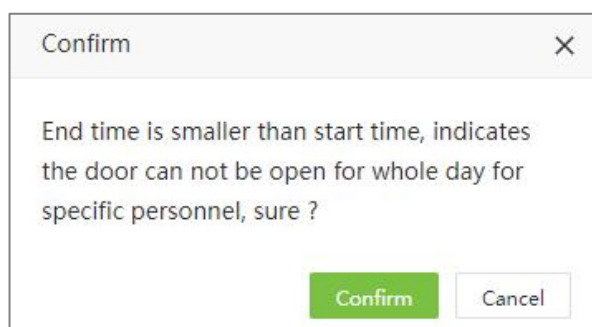 Confirm
End time is smaller than start time, indicates
the door can not be open for whole day for
specific personnel, sure ?
Confirm Cancel